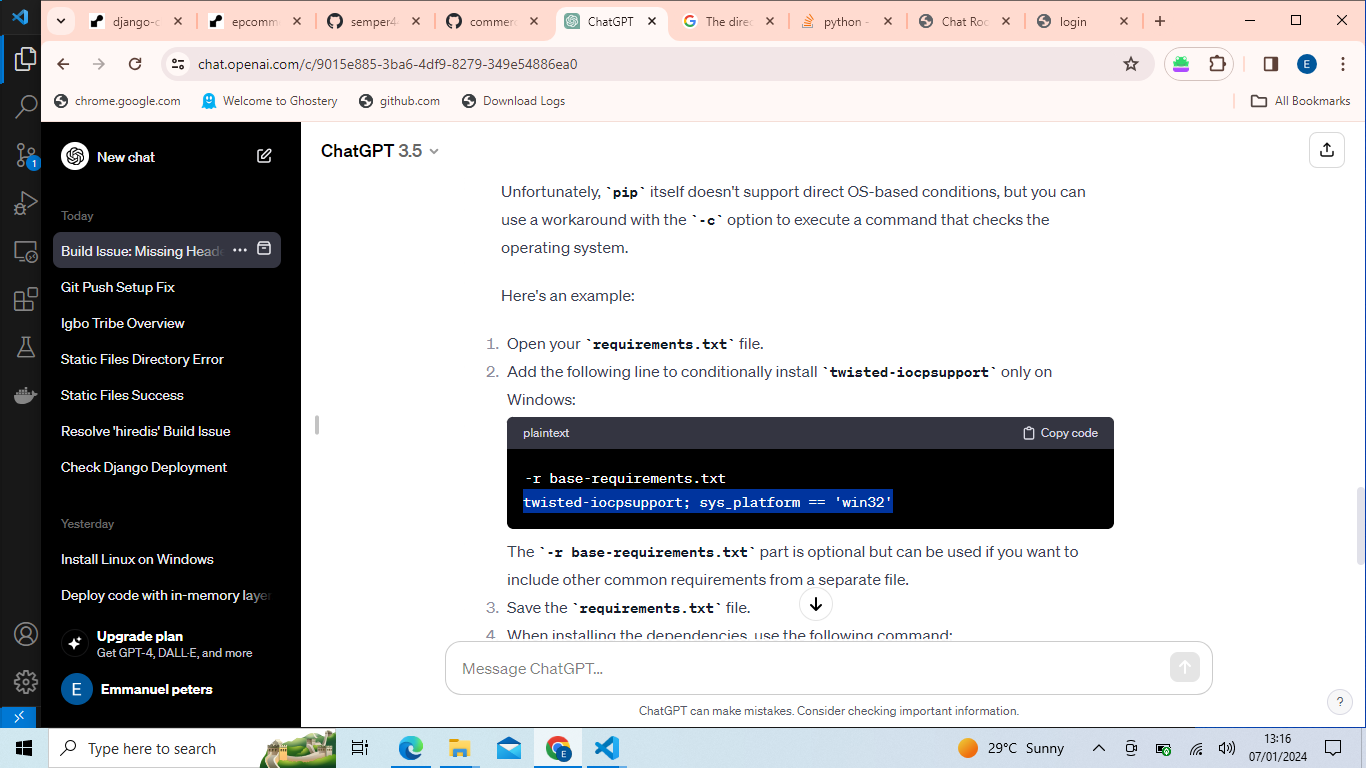 django-c
epcomm
semper4
commer
ChatGPT
The dire
python -
Chat Roo
login
chat.openai.com/c/9015e885-3ba6-4df9-8279-349e54886ea0
E
chrome.google.com
Welcome to Ghostery
github.com
Download Logs
All Bookmarks
New chat
Today
Build Issue: Missing Heade
Git Push Setup Fix
Igbo Tribe Overview
Static Files Directory Error
Static Files Success
Resolve 'hiredis' Build Issue
Check Django Deployment
Yesterday
Install Linux on Windows
Deploy code with in-memory layer
Upgrade plan
Get GPT-4, DALL·E, and more
E Emmanuel peters
1
ChatGPT 3.5
Unfortunately, `pip` itself doesn't support direct OS-based conditions, but you can
use a workaround with the `-c` option to execute a command that checks the
operating system.
Here's an example:
1. Open your `requirements.txt` file.
2. Add the following line to conditionally install `twisted-iocpsupport` only on
Windows:
plaintext Copy code
-r base-requirements.txt
twisted-iocpsupport; sys_platform == 'win32'
The `-r base-requirements.txt` part is optional but can be used if you want to
include other common requirements from a separate file.
3. Save the `requirements.txt` file.
4. When installing the dependencies, use the following command:
Message ChatGPT...
ChatGPT can make mistakes. Consider checking important information.
?
Type here to search
E
29°C Sunny
13:16
07/01/2024